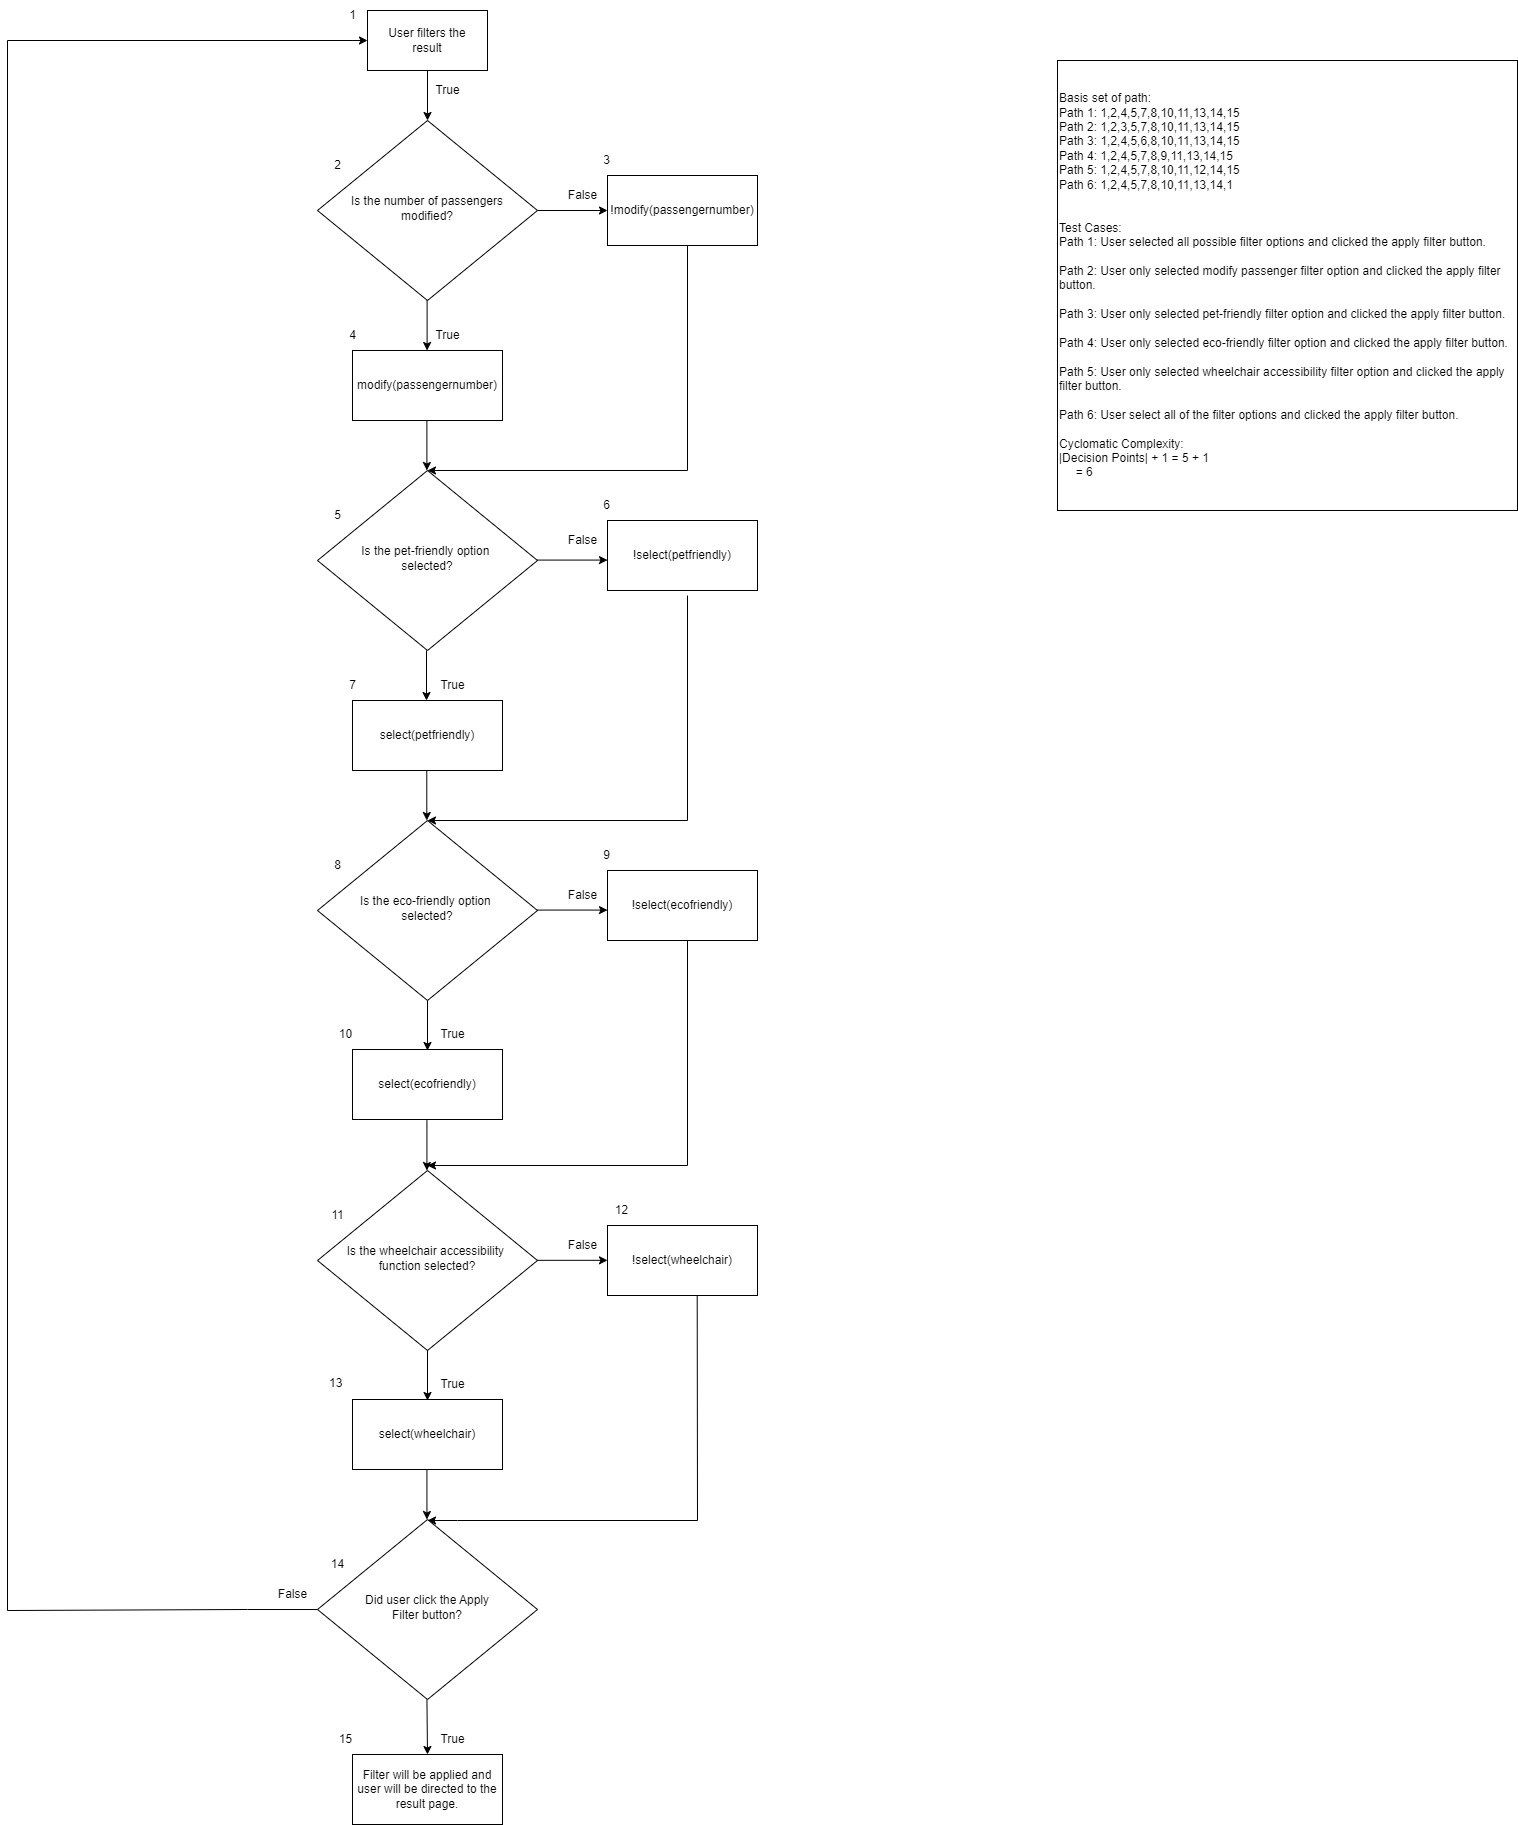 1
User filters the
result
True
2
Is the number of passengers
modified?
False
3
!modify(passengernumber)
True
4
modify(passengernumber)
5
Is the pet-friendly option
selected?
False
6
!select(petfriendly)
True
7
select(petfriendly)
8
Is the eco-friendly option
selected?
False
9
!select(ecofriendly)
True
10
select(ecofriendly)
11
Is the wheelchair accessibility
function selected?
False
12
!select(wheelchair)
True
13
select(wheelchair)
14
Did user click the Apply
Filter button?
False
True
15
Filter will be applied and
user will be directed to the
result page.
Basis set of path:
Path 1: 1,2,4,5,7,8,10,11,13,14,15
Path 2: 1,2,3,5,7,8,10,11,13,14,15
Path 3: 1,2,4,5,6,8,10,11,13,14,15
Path 4: 1,2,4,5,7,8,9,11,13,14,15
Path 5: 1,2,4,5,7,8,10,11,12,14,15
Path 6: 1,2,4,5,7,8,10,11,13,14,1
Test Cases:
Path 1: User selected all possible filter options and clicked the apply filter button.
Path 2: User only selected modify passenger filter option and clicked the apply filter
button.
Path 3: User only selected pet-friendly filter option and clicked the apply filter button.
Path 4: User only selected eco-friendly filter option and clicked the apply filter button.
Path 5: User only selected wheelchair accessibility filter option and clicked the apply
filter button.
Path 6: User select all of the filter options and clicked the apply filter button.
Cyclomatic Complexity:
|Decision Points| + 1 = 5 + 1
= 6